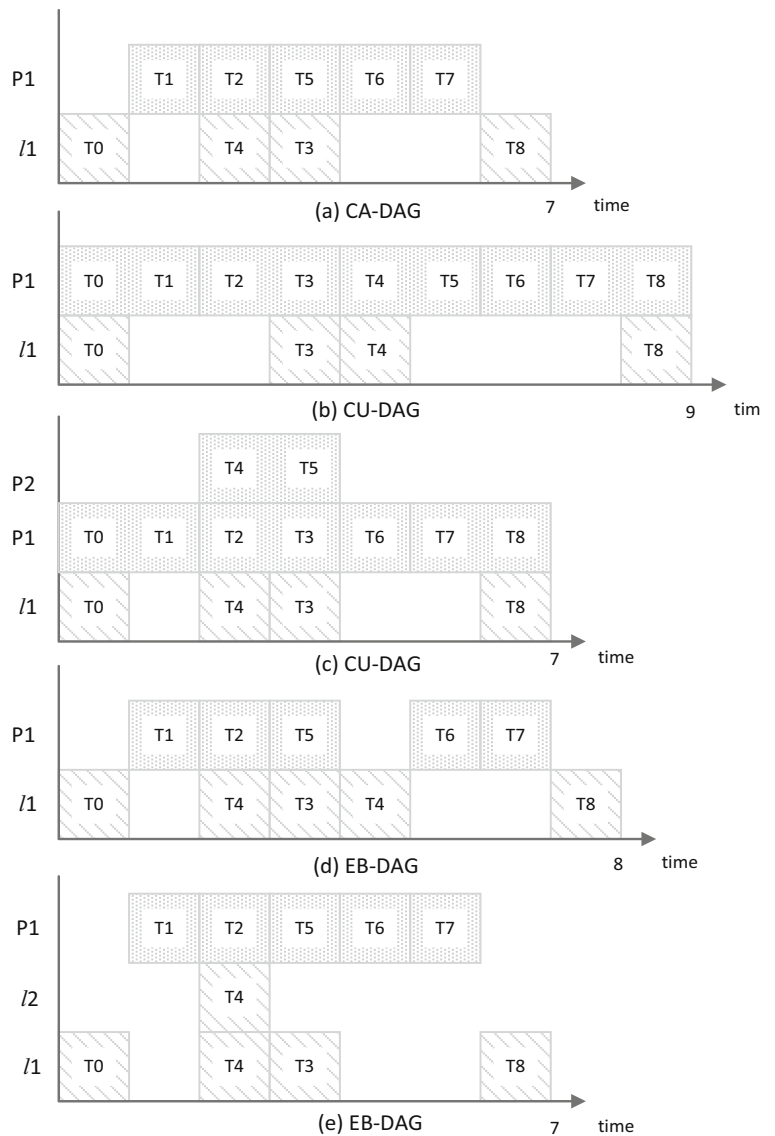 P1 T1 T2 T5 T6 T7
l1 T0 T4 T3 T8
7 time
(a) CA-DAG
P1 T0 T1 T2 T3 T4 T5 T6 T7 T8
l1 T0 T3 T4 T8
(b) CU-DAG
9 tim
P2 T4 T5
P1 T0 T1 T2 T3 T6 T7 T8
l1 T0 T4 T3 T8
(c) CU-DAG
7 time
P1 T1 T2 T5 T6 T7
l1 T0 T4 T3 T4 T8
(d) EB-DAG
8 time
P1 T1 T2 T5 T6 T7
l2 T4
l1 T0 T4 T3 T8
(e) EB-DAG
7 time